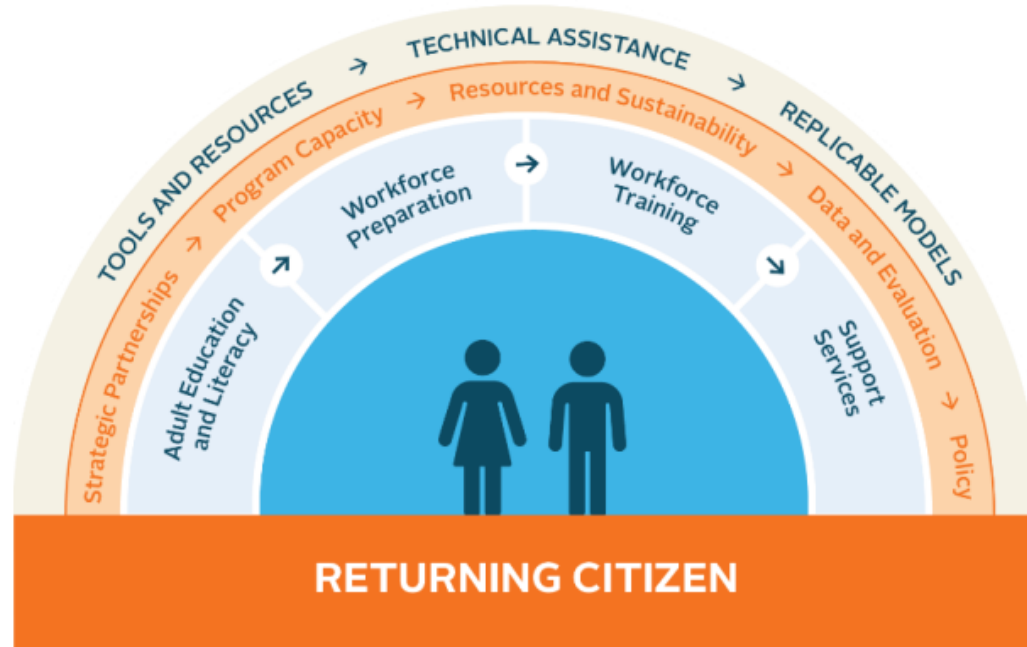 TOOLS AND RESOURCES → TECHNICAL ASSISTANCE → REPLICABLE MODELS
Strategic Partnerships → Program Capacity → Resources and Sustainability → Data and Evaluation → Policy
Adult Education
and Literacy
Workforce
Preparation
Workforce
Training
Support
Services
RETURNING CITIZEN